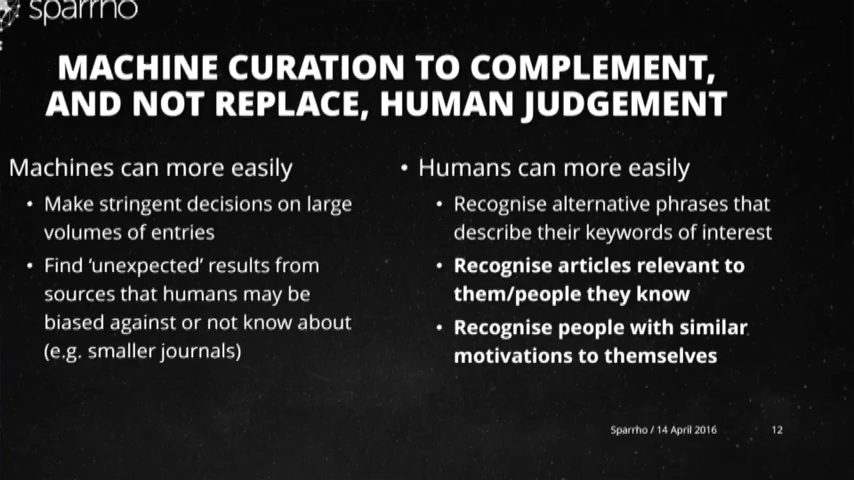 sparrho
MACHINE CURATION TO COMPLEMENT,
AND NOT REPLACE, HUMAN JUDGEMENT
Machines can more easily
• Make stringent decisions on large
volumes of entries
• Find ‘unexpected’ results from
sources that humans may be
biased against or not know about
(e.g. smaller journals)
• Humans can more easily
• Recognise alternative phrases that
describe their keywords of interest
• Recognise articles relevant to
them/people they know
• Recognise people with similar
motivations to themselves
Sparrho / 14 April 2016
12